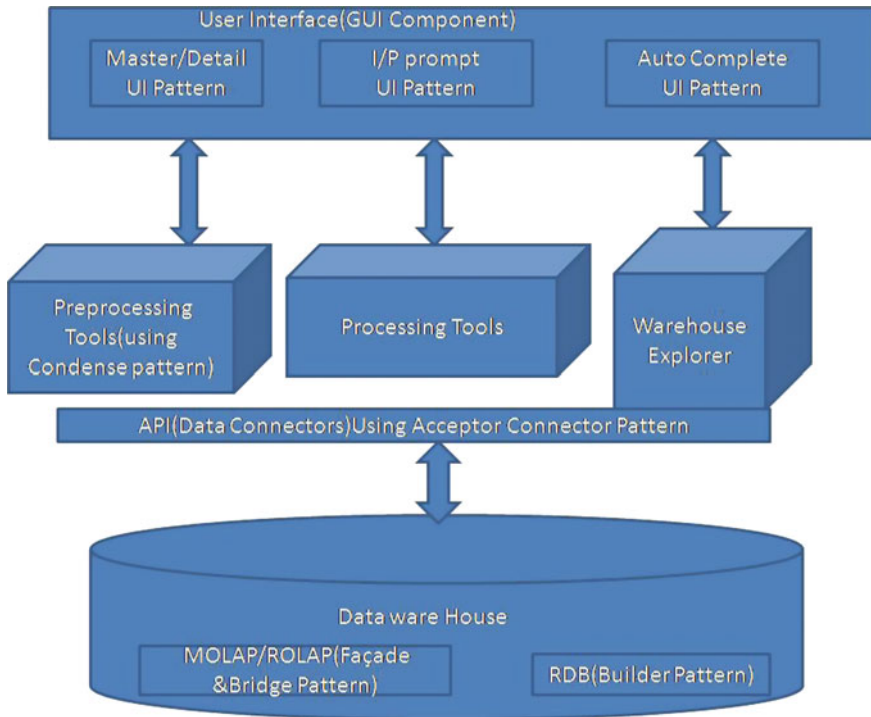 User Interface(GUI Component)
Master/Detail
UI Pattern
I/P prompt
UI Pattern
Auto Complete
UI Pattern
Preprocessing
Tools(using
Condense pattern)
Processing Tools
Warehouse
Explorer
API(Data Connectors)Using Acceptor Connector Pattern
Data ware House
MOLAP/ROLAP(Façade
&Bridge Pattern)
RDB(Builder Pattern)